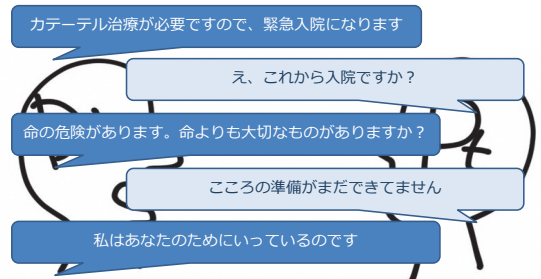 カテーテル治療が必要ですので、緊急入院になります
え、これから入院ですか？
命の危険があります。命よりも大切なものがありますか？
こころの準備がまだできてません
私はあなたのためにいっているのです